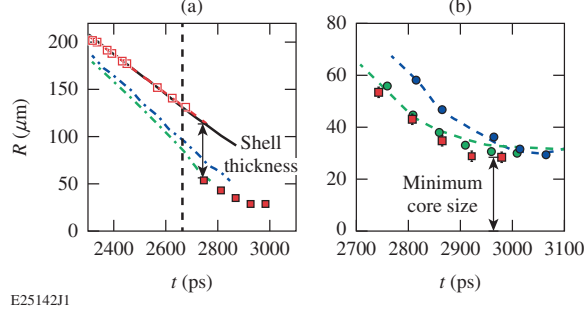 (a)
(b)
200
150
100
50
0
R (μm)
Shell
thickness
2400 2600 2800 3000
t (ps)
80
60
40
20
0
Minimum
core size
2700 2800 2900 3000 3100
t (ps)
E25142J1